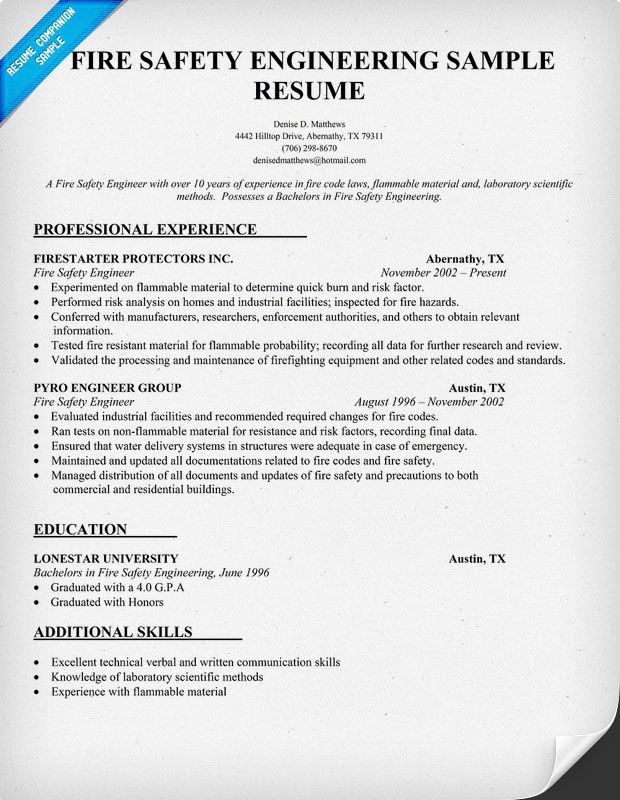 RESUME COMPANION
SAMPLE
FIRE SAFETY ENGINEERING SAMPLE
RESUME
Denise D. Matthews
4442 Hilltop Drive, Abernathy, TX 79311
(706) 298-8670
denisedmatthews@hotmail.com
A Fire Safety Engineer with over 10 years of experience in fire code laws, flammable material and, laboratory scientific
methods. Possesses a Bachelors in Fire Safety Engineering.
PROFESSIONAL EXPERIENCE
FIRESTARTER PROTECTORS INC. Abernathy, TX
Fire Safety Engineer November 2002 – Present
• Experimented on flammable material to determine quick burn and risk factor.
• Performed risk analysis on homes and industrial facilities; inspected for fire hazards.
• Conferred with manufacturers, researchers, enforcement authorities, and others to obtain relevant
information.
• Tested fire resistant material for flammable probability; recording all data for further research and review.
• Validated the processing and maintenance of firefighting equipment and other related codes and standards.
PYRO ENGINEER GROUP Austin, TX
Fire Safety Engineer August 1996 – November 2002
• Evaluated industrial facilities and recommended required changes for fire codes.
• Ran tests on non-flammable material for resistance and risk factors, recording final data.
• Ensured that water delivery systems in structures were adequate in case of emergency.
• Maintained and updated all documentations related to fire codes and fire safety.
• Managed distribution of all documents and updates of fire safety and precautions to both
commercial and residential buildings.
EDUCATION
LONESTAR UNIVERSITY Austin, TX
Bachelors in Fire Safety Engineering, June 1996
• Graduated with a 4.0 G.P.A
• Graduated with Honors
ADDITIONAL SKILLS
• Excellent technical verbal and written communication skills
• Knowledge of laboratory scientific methods
• Experience with flammable material